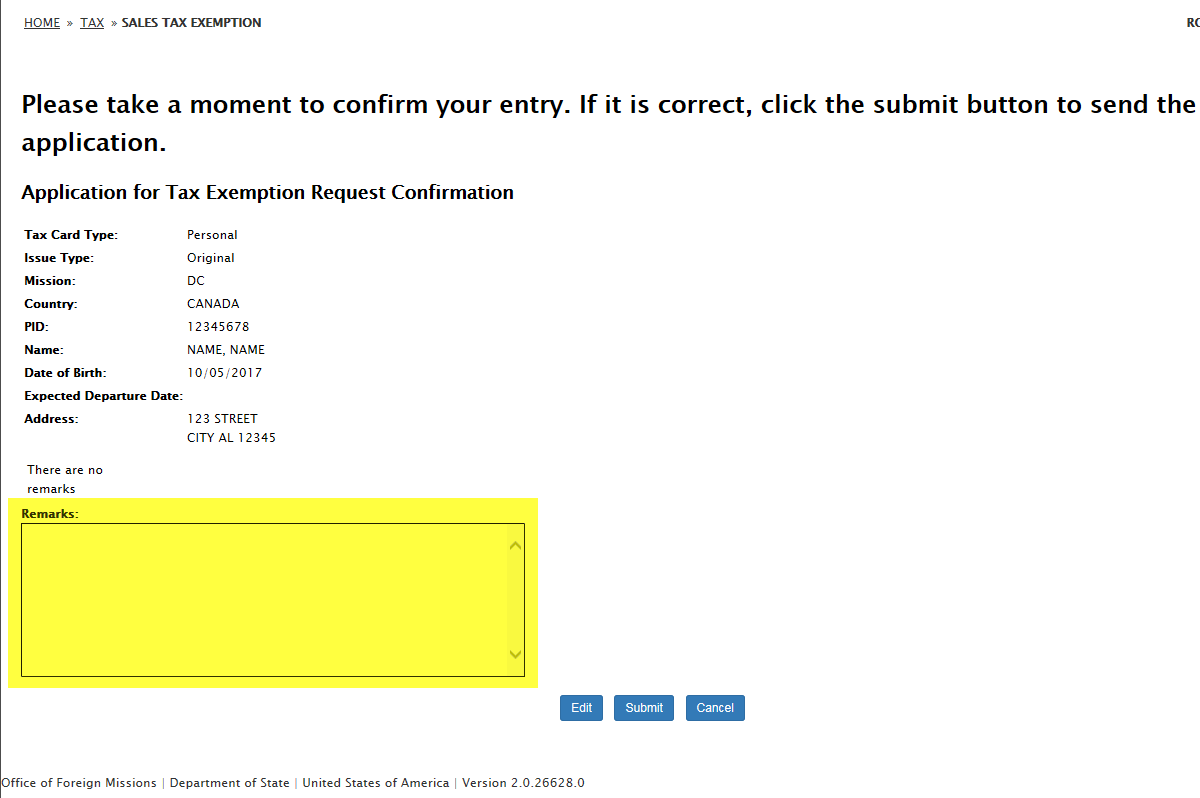 HOME » TAX » SALES TAX EXEMPTION
Please take a moment to confirm your entry. If it is correct, click the submit button to send the
application.
Application for Tax Exemption Request Confirmation
Tax Card Type: Personal
Issue Type: Original
Mission: DC
Country: CANADA
PID: 12345678
Name: NAME, NAME
Date of Birth: 10/05/2017
Expected Departure Date:
Address: 123 STREET
CITY AL 12345
There are no
remarks
Remarks:
Edit Submit Cancel
Office of Foreign Missions | Department of State | United States of America | Version 2.0.26628.0